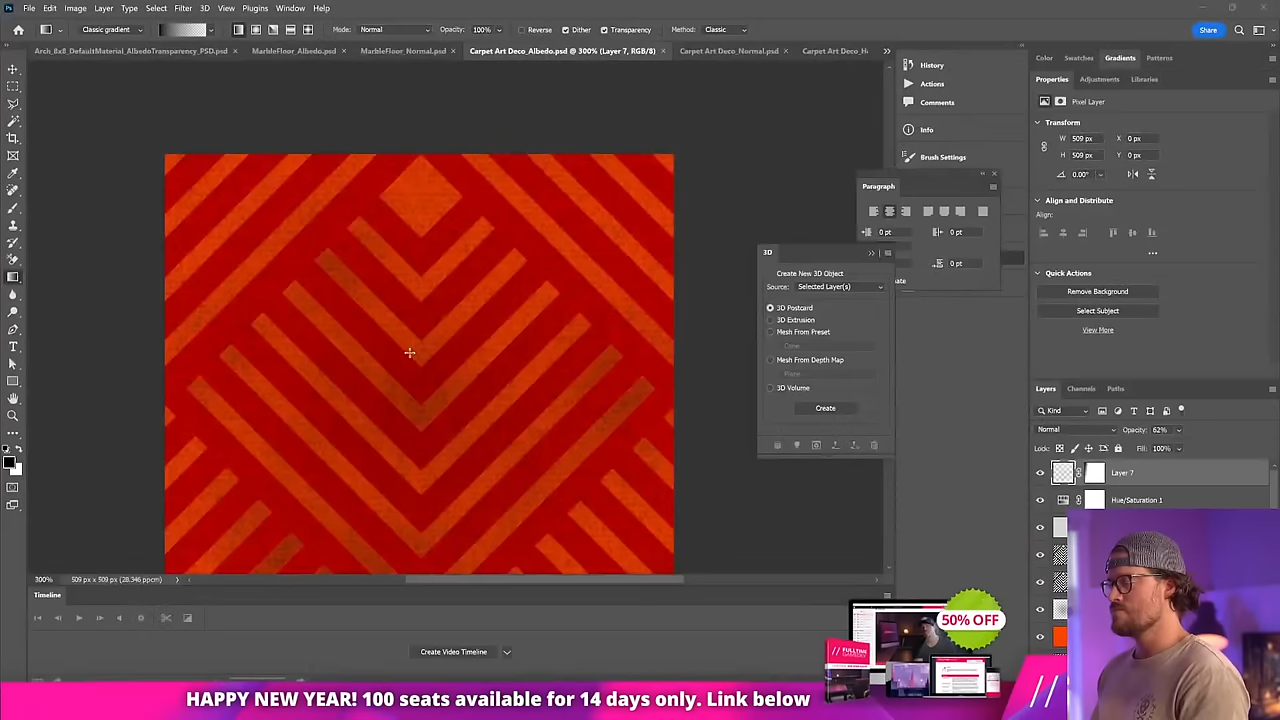 File Edit Image Layer Type Select Filter 3D View Plugins Window Help
Classic gradient Mode: Normal Opacity: 100% Reverse Dither Transparency Method: Classic Share
Arch_8x8_DefaultMaterial_AlbedoTransparency_PSD.psd × MarbleFloor_Albedo.psd × MarbleFloor_Normal.psd × Carpet Art Deco_Albedo.psd @ 300% (Layer 7, RGB/8) × Carpet Art Deco_Normal.psd ×
History
Actions
Comments
Info
Brush Settings
Paragraph
0 pt 0 pt
0 pt
3D
Create New 3D Object
Source: Selected Layer(s)
3D Postcard
3D Extrusion
Mesh From Preset
Cone
Mesh From Depth Map
Plane
3D Volume
Create
Color Swatches Gradients Patterns
Properties Adjustments Libraries
Pixel Layer
Transform
W 509 px X 0 px
H 509 px Y 0 px
0.00°
Align and Distribute
Align:
Quick Actions
Remove Background
Select Subject
View More
Layers Channels Paths
Kind
Normal Opacity: 62%
Lock: Fill: 100%
Layer 7
Hue/Saturation 1
300% 509 px x 509 px (28.346 ppcm)
Timeline
Create Video Timeline
50% OFF
FULLTIME
GAMEDEV
HAPPY NEW YEAR! 100 seats available for 14 days only. Link below
//